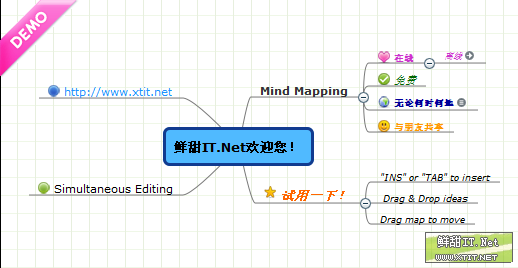 DEMO
http://www.xtit.net
Simultaneous Editing
鲜甜IT.Net欢迎您！
Mind Mapping
在线
离线
免费
无论何时何地
与朋友共享
试用一下！
"INS" or "TAB" to insert
Drag & Drop ideas
Drag map to move
鲜甜IT.Net
WWW.XTIT.NET